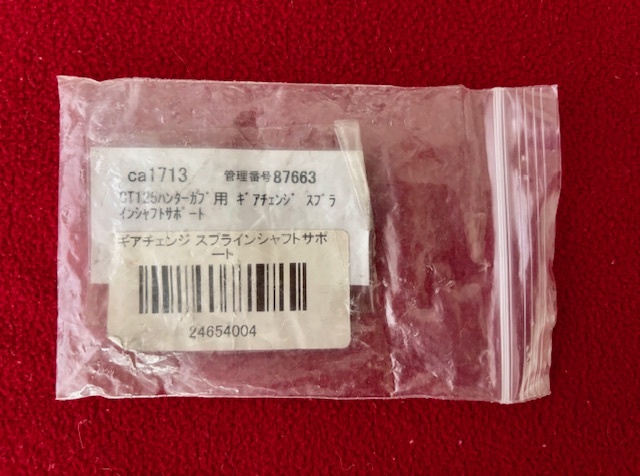 ca1713 管理番号87663
CT125ﾊﾝﾀｰｶﾌﾞ用 ｷﾞｱﾁｪﾝｼﾞ ｽﾌﾟﾗ
ｲﾝｼｬﾌﾄｻﾎﾟｰﾄ
ギアチェンジ スプラインシャフトサポ
ート
24654004